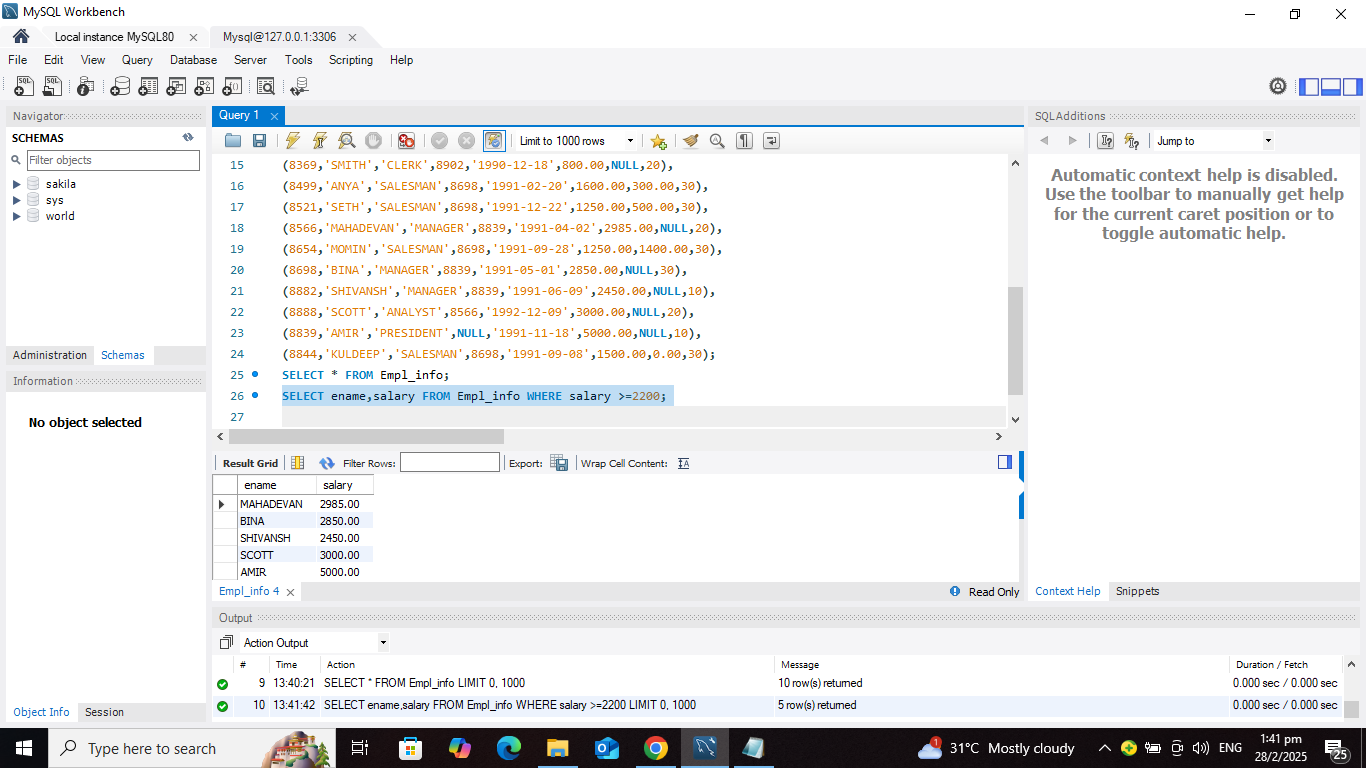 MySQL Workbench
Local instance MySQL80
Mysql@127.0.0.1:3306
File Edit View Query Database Server Tools Scripting Help
Navigator
SCHEMAS
Filter objects
sakila
sys
world
Administration Schemas
Information
No object selected
Object Info Session
Query 1
Limit to 1000 rows
15 (8369,'SMITH','CLERK',8902,'1990-12-18',800.00,NULL,20),
16 (8499,'ANYA','SALESMAN',8698,'1991-02-20',1600.00,300.00,30),
17 (8521,'SETH','SALESMAN',8698,'1991-12-22',1250.00,500.00,30),
18 (8566,'MAHADEVAN','MANAGER',8839,'1991-04-02',2985.00,NULL,20),
19 (8654,'MOMIN','SALESMAN',8698,'1991-09-28',1250.00,1400.00,30),
20 (8698,'BINA','MANAGER',8839,'1991-05-01',2850.00,NULL,30),
21 (8882,'SHIVANSH','MANAGER',8839,'1991-06-09',2450.00,NULL,10),
22 (8888,'SCOTT','ANALYST',8566,'1992-12-09',3000.00,NULL,20),
23 (8839,'AMIR','PRESIDENT',NULL,'1991-11-18',5000.00,NULL,10),
24 (8844,'KULDEEP','SALESMAN',8698,'1991-09-08',1500.00,0.00,30);
25 SELECT * FROM Empl_info;
26 SELECT ename,salary FROM Empl_info WHERE salary >=2200;
27
Result Grid Filter Rows: Export: Wrap Cell Content:
ename salary
MAHADEVAN 2985.00
BINA 2850.00
SHIVANSH 2450.00
SCOTT 3000.00
AMIR 5000.00
Empl_info 4
Read Only
SQLAdditions
Jump to
Automatic context help is disabled.
Use the toolbar to manually get help
for the current caret position or to
toggle automatic help.
Context Help Snippets
Output
Action Output
# Time Action Message Duration / Fetch
9 13:40:21 SELECT * FROM Empl_info LIMIT 0, 1000 10 row(s) returned 0.000 sec / 0.000 sec
10 13:41:42 SELECT ename,salary FROM Empl_info WHERE salary >=2200 LIMIT 0, 1000 5 row(s) returned 0.000 sec / 0.000 sec
Type here to search
1
31°C Mostly cloudy
ENG
1:41 pm
28/2/2025
25